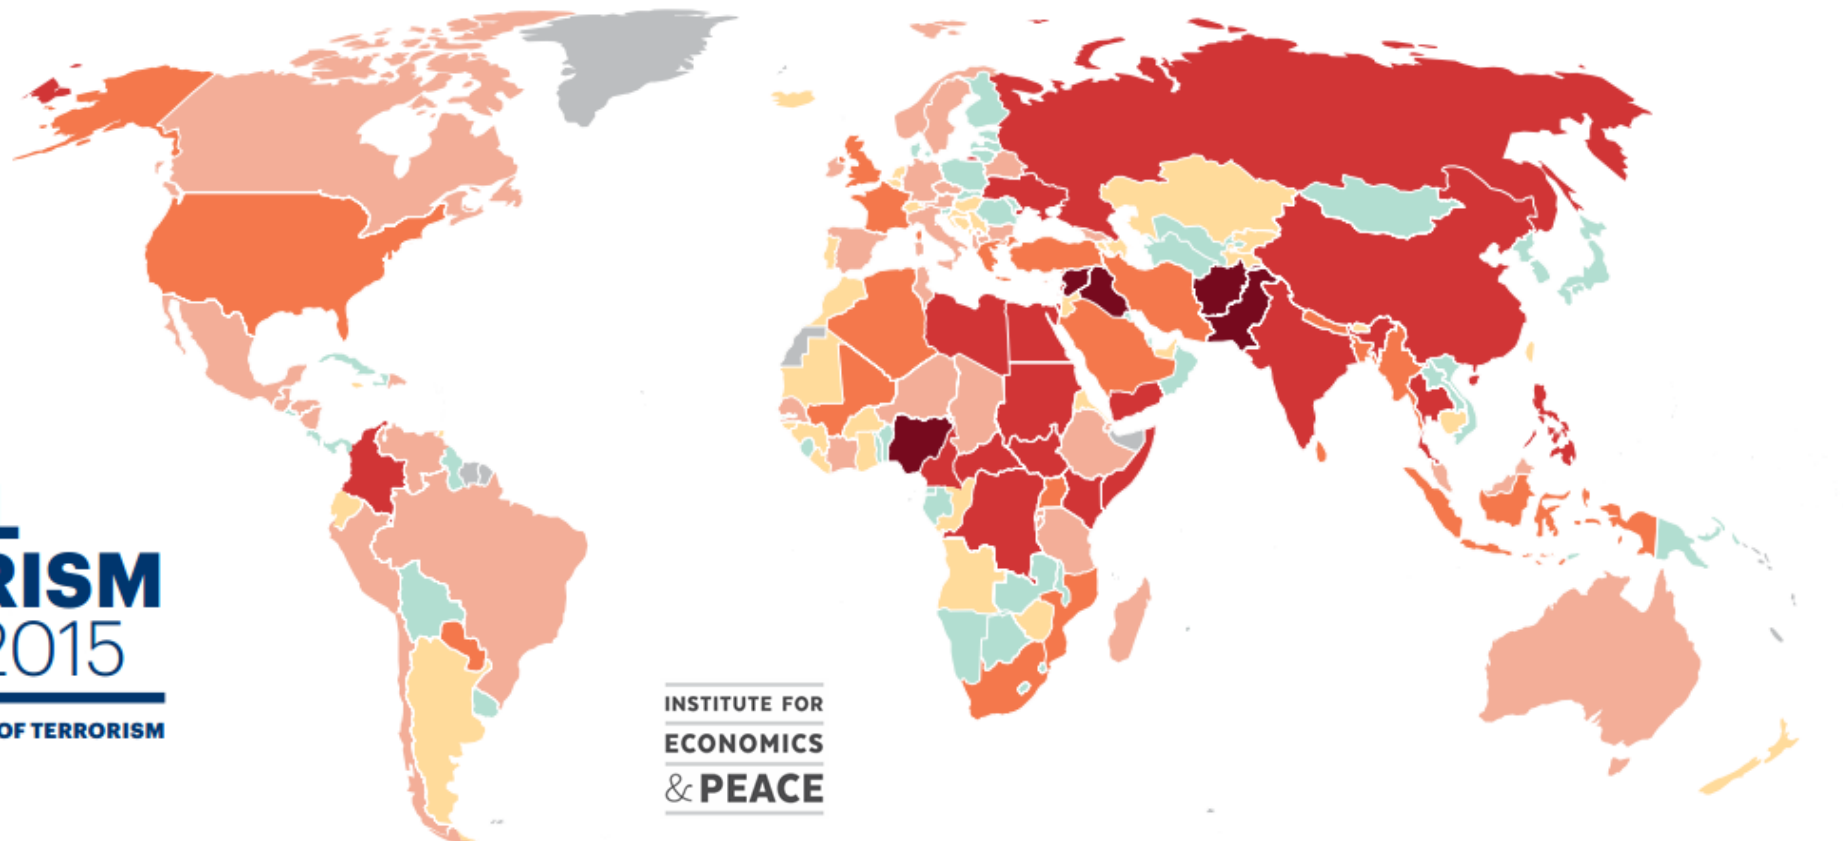 RISM
2015
OF TERRORISM
INSTITUTE FOR
ECONOMICS
& PEACE